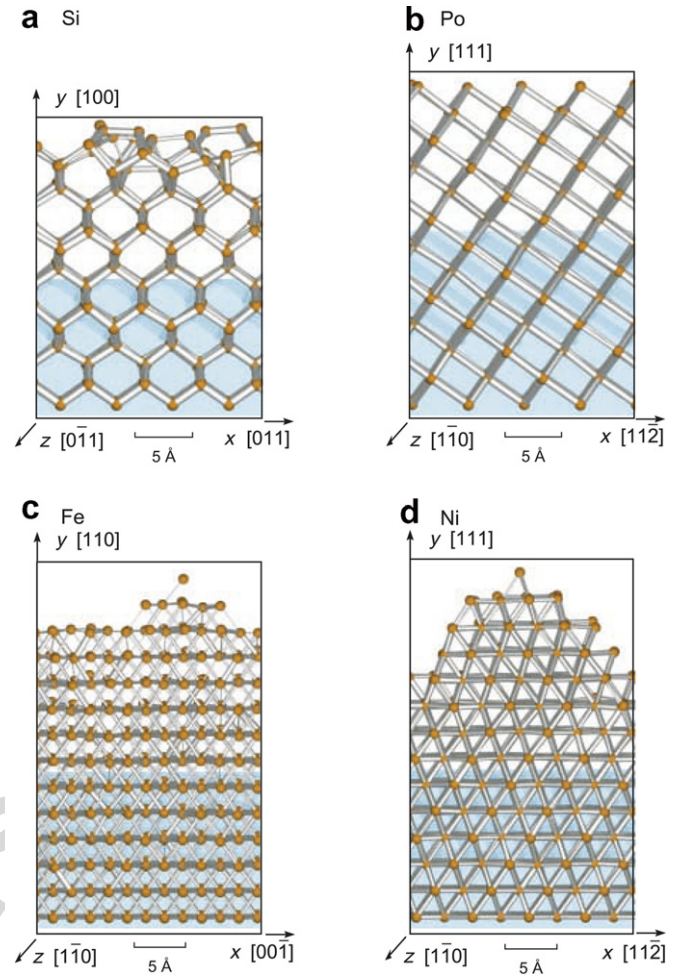 a Si
y [100]
z [01̄1] x [011]
5 Å
b Po
y [111]
z [11̄0] x [112̄]
5 Å
c Fe
y [110]
z [11̄0] x [001̄]
5 Å
d Ni
y [111]
z [11̄0] x [112̄]
5 Å